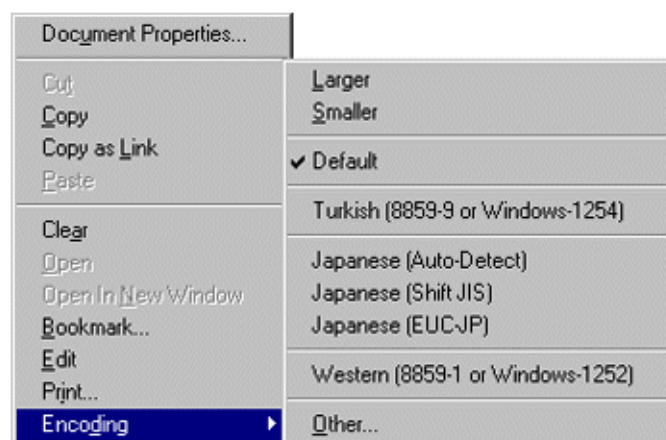 Document Properties...
Cut
Copy
Copy as Link
Paste
Clear
Open
Open In New Window
Bookmark...
Edit
Print...
Encoding
Larger
Smaller
Default
Turkish (8859-9 or Windows-1254)
Japanese (Auto-Detect)
Japanese (Shift JIS)
Japanese (EUC-JP)
Western (8859-1 or Windows-1252)
Other...